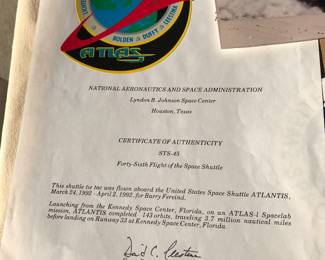 BOLDEN DUFFY LEESTMA
ATLAS
NATIONAL AERONAUTICS AND SPACE ADMINISTRATION
Lyndon B. Johnson Space Center
Houston, Texas
CERTIFICATE OF AUTHENTICITY
STS-45
Forty-Sixth Flight of the Space Shuttle
This shuttle tie tac was flown aboard the United States Space Shuttle ATLANTIS,
March 24, 1992 - April 2, 1992, for Barry Fereind.
Launching from the Kennedy Space Center, Florida, on an ATLAS-1 Spacelab
mission, ATLANTIS completed 143 orbits, traveling 3.7 million nautical miles
before landing on Runway 33 at Kennedy Space Center, Florida.
David C. Leestma